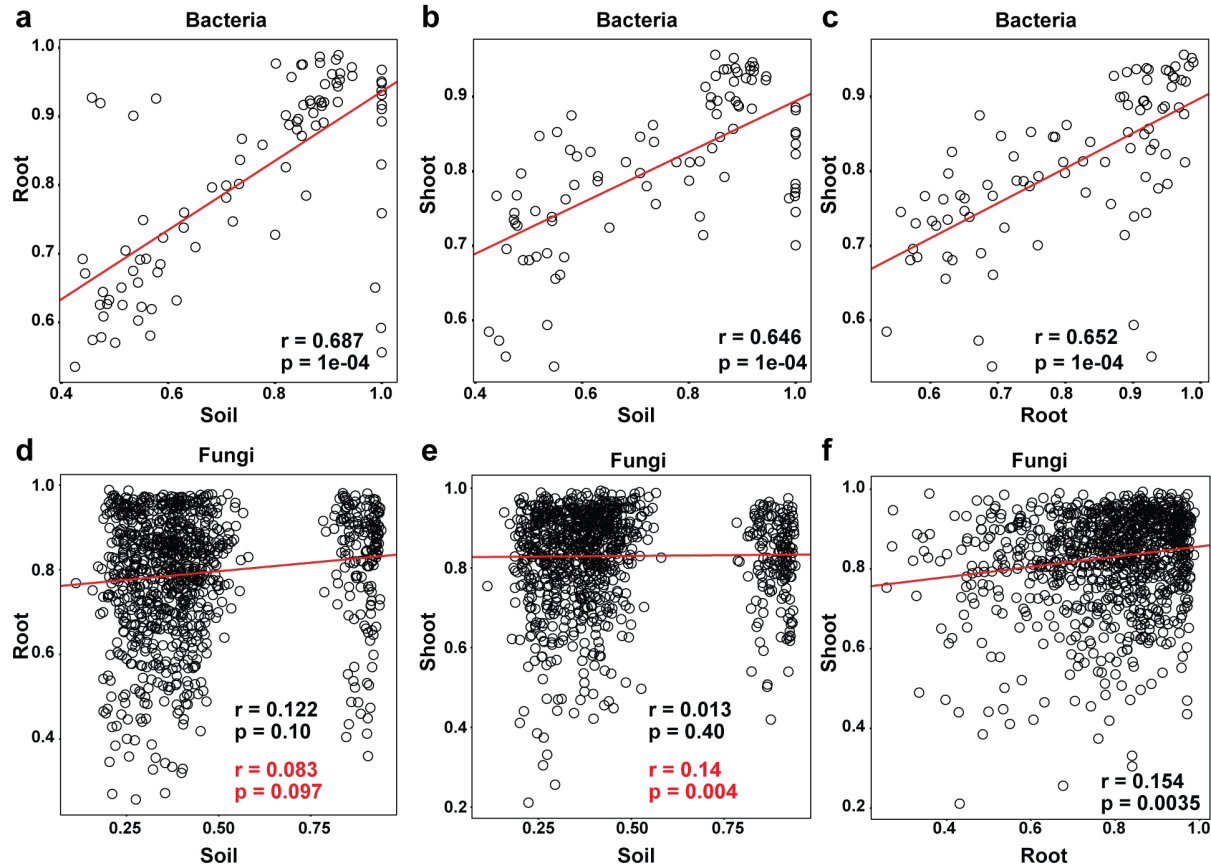 a
Bacteria
1.0
0.9
0.8
0.7
0.6
Root
r = 0.687
p = 1e-04
0.4
0.6
0.8
1.0
Soil
b
Bacteria
0.9
0.8
0.7
0.6
Shoot
r = 0.646
p = 1e-04
0.4
0.6
0.8
1.0
Soil
c
Bacteria
0.9
0.8
0.7
0.6
Shoot
r = 0.652
p = 1e-04
0.6
0.7
0.8
0.9
1.0
Root
d
Fungi
1.0
0.8
0.6
0.4
Root
r = 0.122
p = 0.10
r = 0.083
p = 0.097
0.25
0.50
0.75
Soil
e
Fungi
1.0
0.8
0.6
0.4
0.2
Shoot
r = 0.013
p = 0.40
r = 0.14
p = 0.004
0.25
0.50
0.75
Soil
f
Fungi
1.0
0.8
0.6
0.4
0.2
Shoot
r = 0.154
p = 0.0035
0.4
0.6
0.8
1.0
Root